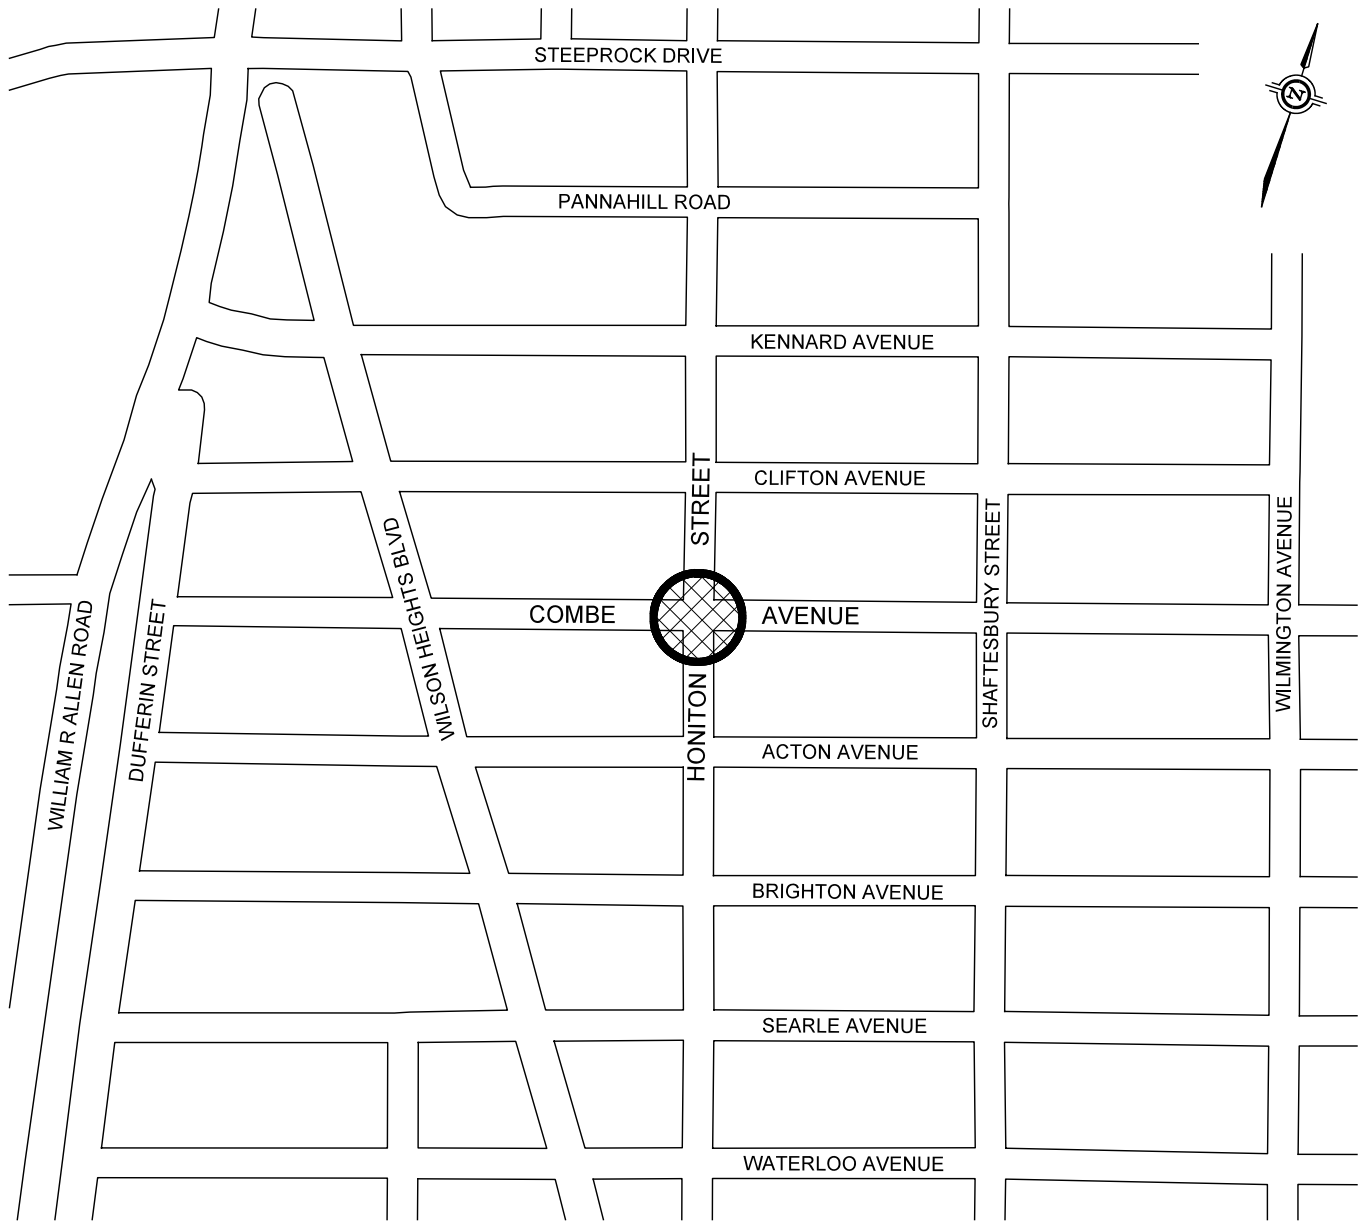 STEEPROCK DRIVE
N
PANNAHILL ROAD
KENNARD AVENUE
CLIFTON AVENUE
STREET
WILSON HEIGHTS BLVD
SHAFTESBURY STREET
WILMINGTON AVENUE
COMBE AVENUE
WILLIAM R ALLEN ROAD
DUFFERIN STREET
HONITON
ACTON AVENUE
BRIGHTON AVENUE
SEARLE AVENUE
WATERLOO AVENUE